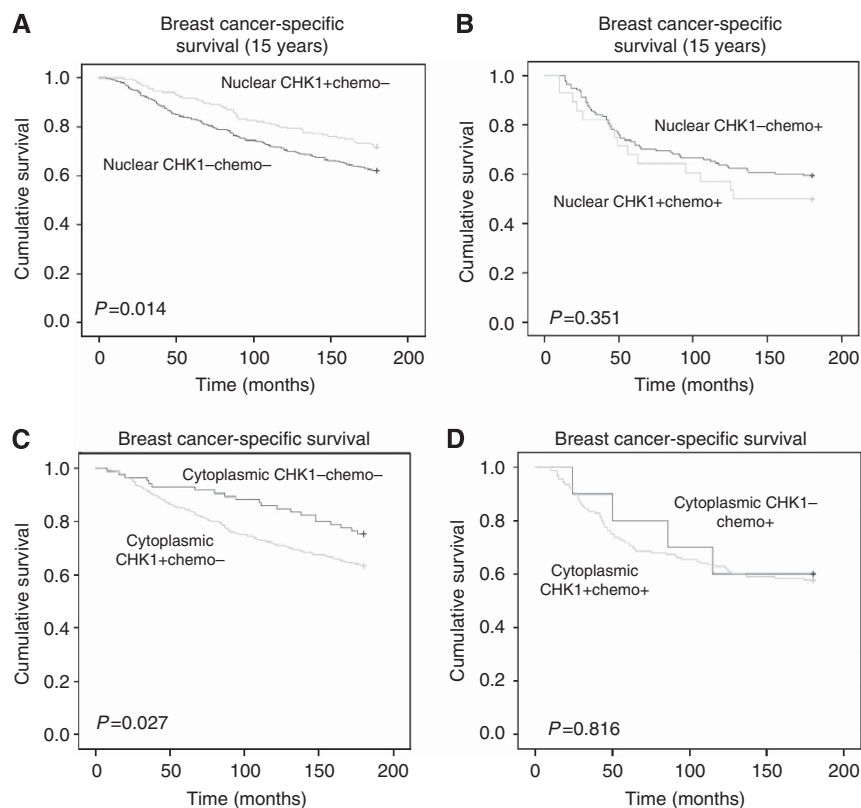 A
Breast cancer-specific
survival (15 years)
Cumulative survival
1.0
0.8
0.6
0.4
0.2
0.0
Nuclear CHK1+chemo–
Nuclear CHK1–chemo–
P=0.014
0 50 100 150 200
Time (months)
B
Breast cancer-specific
survival (15 years)
Cumulative survival
1.0
0.8
0.6
0.4
0.2
0.0
Nuclear CHK1–chemo+
Nuclear CHK1+chemo+
P=0.351
0 50 100 150 200
Time (months)
C
Breast cancer-specific survival
Cumulative survival
1.0
0.8
0.6
0.4
0.2
0.0
Cytoplasmic CHK1–chemo–
Cytoplasmic
CHK1+chemo–
P=0.027
0 50 100 150 200
Time (months)
D
Breast cancer-specific survival
Cumulative survival
1.0
0.8
0.6
0.4
0.2
0.0
Cytoplasmic CHK1–
chemo+
Cytoplasmic
CHK1+chemo+
P=0.816
0 50 100 150 200
Time (months)